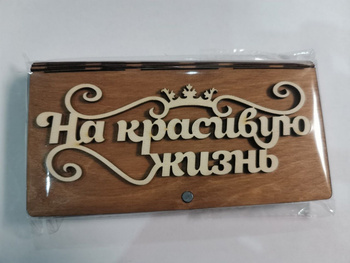 На красивую
жизнь